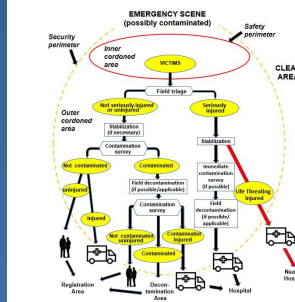 EMERGENCY SCENE
(possibly contaminated)
Security
perimeter
Safety
perimeter
Inner
cordoned
area
VICTIMS
CLEA
AREA
Field triage
Not seriously injured
or uninjured
Seriously
injured
Outer
cordoned
area
Stabilization
(if necessary)
Contamination
survey
Stabilization
Not contaminated
Contaminated
Immediate
contamination
survey
(if possible)
uninjured
Field decontamination
(if possible/applicable)
Life Threating
injured
injured
Contamination
survey
Field
decontamination
(if possible/
applicable)
Not contaminated
uninjured
Contaminated
injured
Contaminated
Registration
Area
Decon-
tamination
Area
Hospital
Nea
Hos